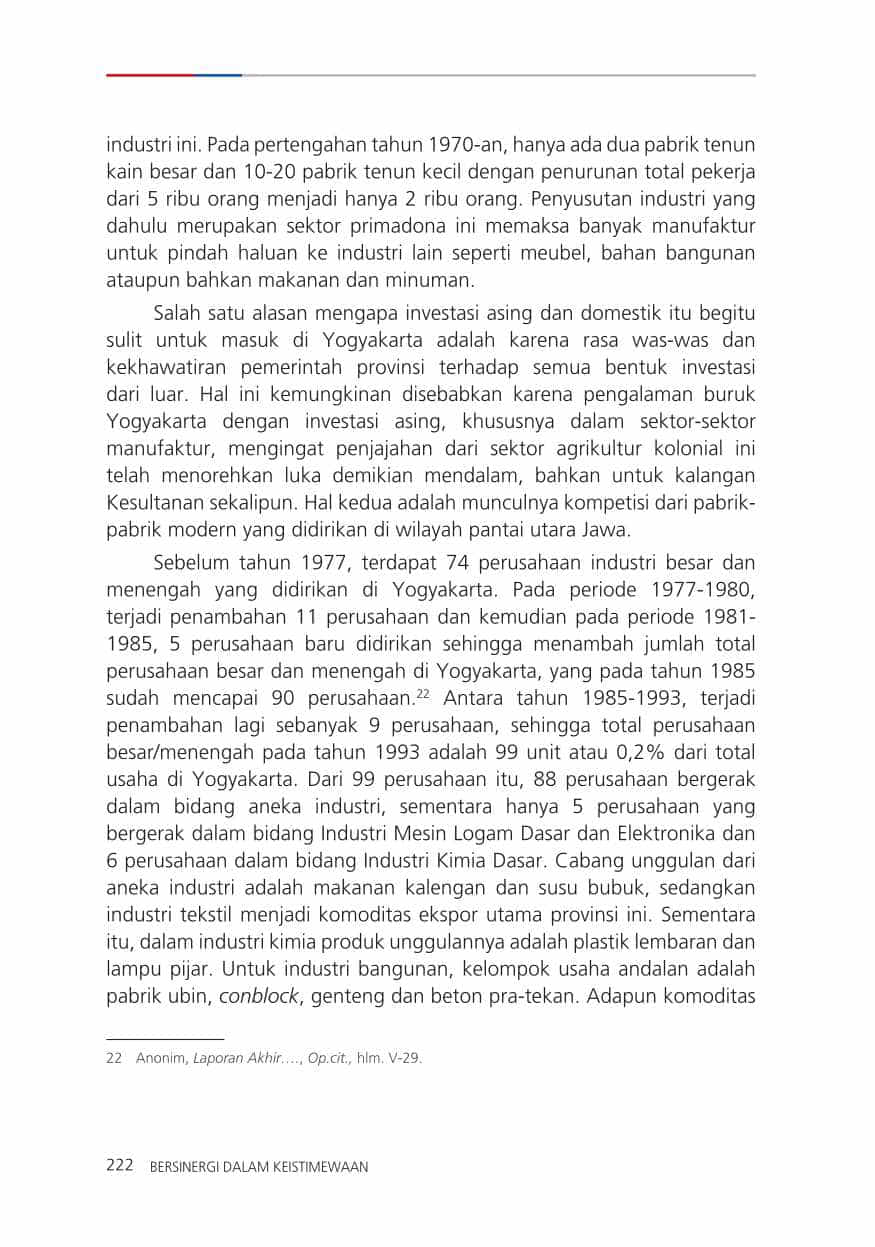 industri ini. Pada pertengahan tahun 1970-an, hanya ada dua pabrik tenun
kain besar dan 10-20 pabrik tenun kecil dengan penurunan total pekerja
dari 5 ribu orang menjadi hanya 2 ribu orang. Penyusutan industri yang
dahulu merupakan sektor primadona ini memaksa banyak manufaktur
untuk pindah haluan ke industri lain seperti meubel, bahan bangunan
ataupun bahkan makanan dan minuman.
Salah satu alasan mengapa investasi asing dan domestik itu begitu
sulit untuk masuk di Yogyakarta adalah karena rasa was-was dan
kekhawatiran pemerintah provinsi terhadap semua bentuk investasi
dari luar. Hal ini kemungkinan disebabkan karena pengalaman buruk
Yogyakarta dengan investasi asing, khususnya dalam sektor-sektor
manufaktur, mengingat penjajahan dari sektor agrikultur kolonial ini
telah menorehkan luka demikian mendalam, bahkan untuk kalangan
Kesultanan sekalipun. Hal kedua adalah munculnya kompetisi dari pabrik-
pabrik modern yang didirikan di wilayah pantai utara Jawa.
Sebelum tahun 1977, terdapat 74 perusahaan industri besar dan
menengah yang didirikan di Yogyakarta. Pada periode 1977-1980,
terjadi penambahan 11 perusahaan dan kemudian pada periode 1981-
1985, 5 perusahaan baru didirikan sehingga menambah jumlah total
perusahaan besar dan menengah di Yogyakarta, yang pada tahun 1985
sudah mencapai 90 perusahaan.22 Antara tahun 1985-1993, terjadi
penambahan lagi sebanyak 9 perusahaan, sehingga total perusahaan
besar/menengah pada tahun 1993 adalah 99 unit atau 0,2% dari total
usaha di Yogyakarta. Dari 99 perusahaan itu, 88 perusahaan bergerak
dalam bidang aneka industri, sementara hanya 5 perusahaan yang
bergerak dalam bidang Industri Mesin Logam Dasar dan Elektronika dan
6 perusahaan dalam bidang Industri Kimia Dasar. Cabang unggulan dari
aneka industri adalah makanan kalengan dan susu bubuk, sedangkan
industri tekstil menjadi komoditas ekspor utama provinsi ini. Sementara
itu, dalam industri kimia produk unggulannya adalah plastik lembaran dan
lampu pijar. Untuk industri bangunan, kelompok usaha andalan adalah
pabrik ubin, conblock, genteng dan beton pra-tekan. Adapun komoditas
22 Anonim, Laporan Akhir...., Op.cit., hlm. V-29.
222 BERSINERGI DALAM KEISTIMEWAAN